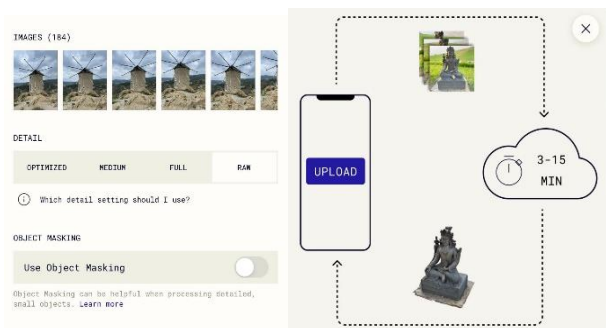 IMAGES (184)
DETAIL
OPTIMIZED MEDIUM FULL RAW
Which detail setting should I use?
OBJECT MASKING
Use Object Masking
Object Masking can be helpful when processing detailed,
small objects. Learn more
UPLOAD
3-15
MIN